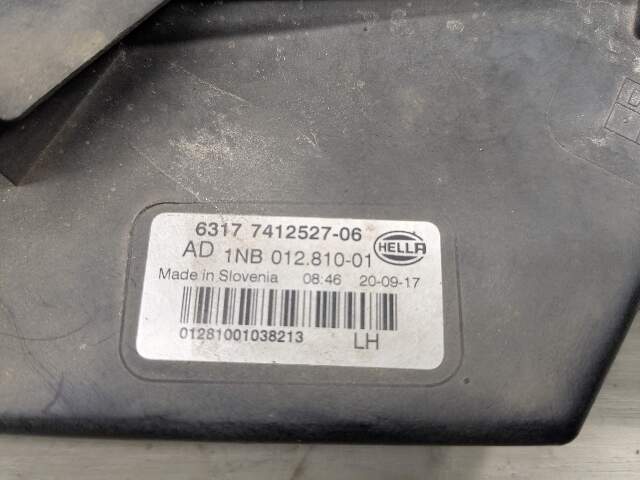 6317 7412527-06
AD 1NB 012.810-01 HELLA
Made in Slovenia 08:46 20-09-17
01281001038213 LH